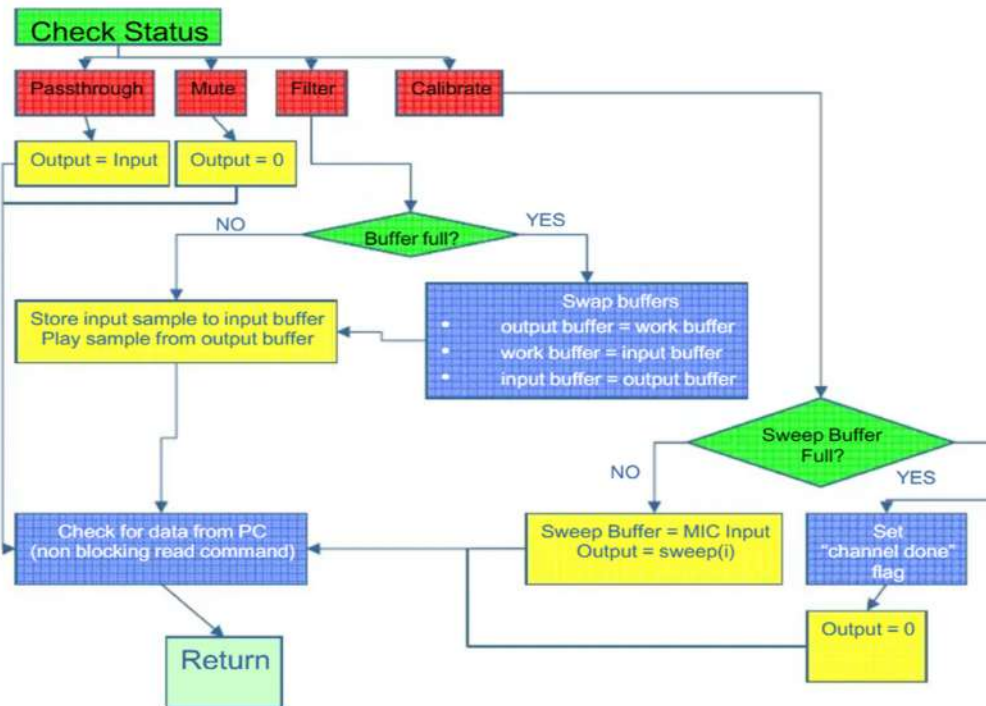 Check Status
Passthrough
Mute
Filter
Calibrate
Output = Input
Output = 0
NO
Buffer full?
YES
Store input sample to input buffer
Play sample from output buffer
Swap buffers
• output buffer = work buffer
• work buffer = input buffer
• input buffer = output buffer
Sweep Buffer
Full?
NO
YES
Check for data from PC
(non blocking read command)
Sweep Buffer = MIC Input
Output = sweep(i)
Set
"channel done"
flag
Output = 0
Return